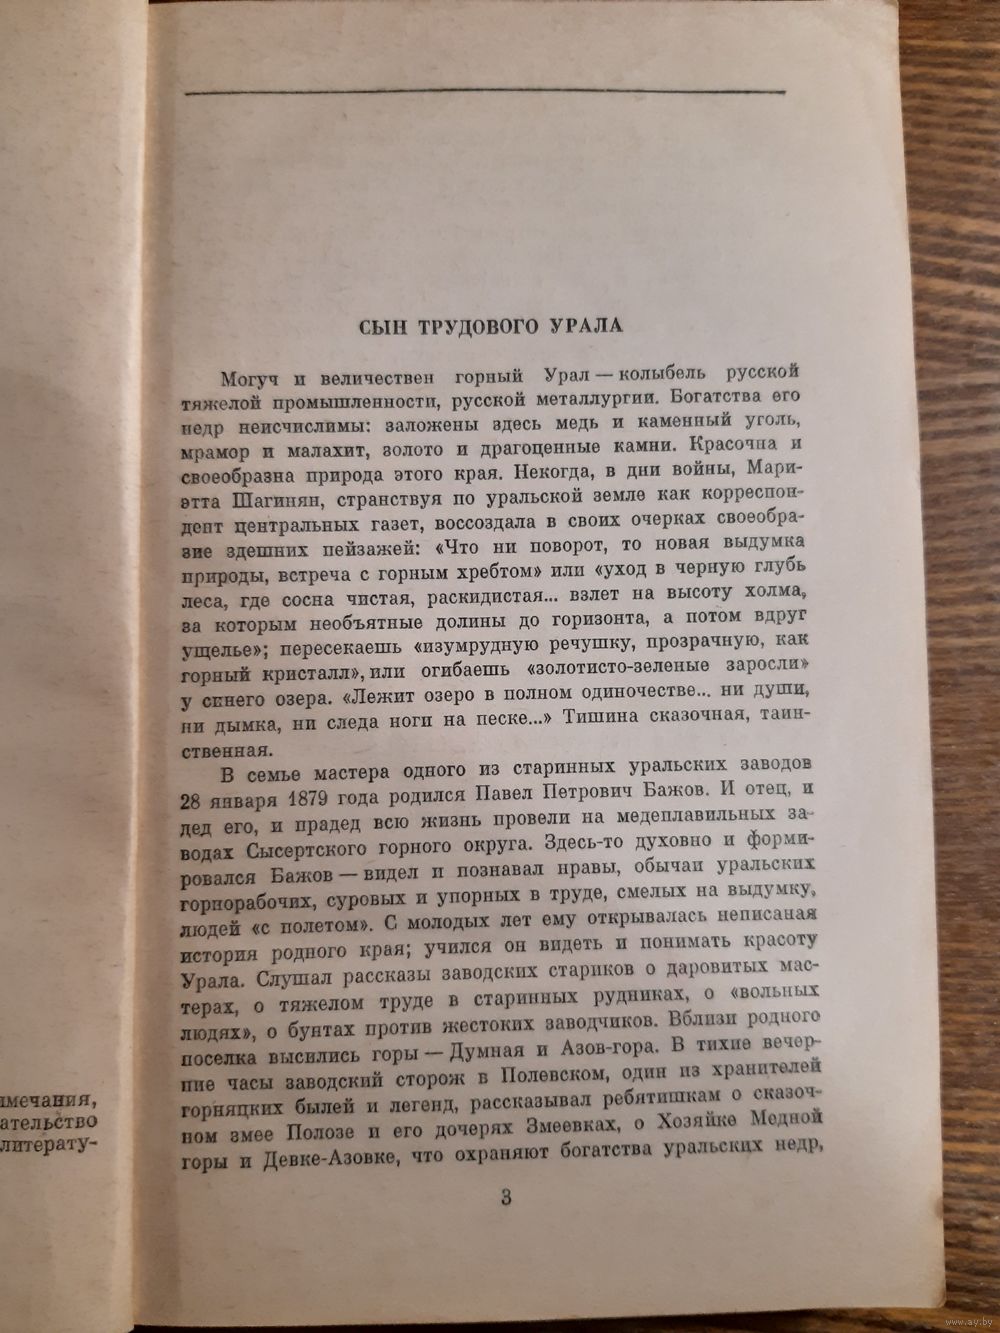 СЫН ТРУДОВОГО УРАЛА
Могуч и величествен горный Урал — колыбель русской
тяжелой промышленности, русской металлургии. Богатства его
недр неисчислимы: заложены здесь медь и каменный уголь,
мрамор и малахит, золото и драгоценные камни. Красочна и
своеобразна природа этого края. Некогда, в дни войны, Мари-
этта Шагинян, странствуя по уральской земле как корреспон-
дент центральных газет, воссоздала в своих очерках своеобра-
зие здешних пейзажей: «Что ни поворот, то новая выдумка
природы, встреча с горным хребтом» или «уход в черную глубь
леса, где сосна чистая, раскидистая... взлет на высоту холма,
за которым необъятные долины до горизонта, а потом вдруг
ущелье»; пересекаешь «изумрудную речушку, прозрачную, как
горный кристалл», или огибаешь «золотисто-зеленые заросли»
у синего озера. «Лежит озеро в полном одиночестве... ни души,
ни дымка, ни следа ноги на песке...» Тишина сказочная, таин-
ственная.
В семье мастера одного из старинных уральских заводов
28 января 1879 года родился Павел Петрович Бажов. И отец, и
дед его, и прадед всю жизнь провели на медеплавильных за-
водах Сысертского горного округа. Здесь-то духовно и форми-
ровался Бажов — видел и познавал нравы, обычаи уральских
горнорабочих, суровых и упорных в труде, смелых на выдумку,
людей «с полетом». С молодых лет ему открывалась неписаная
история родного края; учился он видеть и понимать красоту
Урала. Слушал рассказы заводских стариков о даровитых мас-
терах, о тяжелом труде в старинных рудниках, о «вольных
людях», о бунтах против жестоких заводчиков. Вблизи родного
поселка высились горы — Думная и Азов-гора. В тихие вечер-
ние часы заводский сторож в Полевском, один из хранителей
горняцких былей и легенд, рассказывал ребятишкам о сказоч-
ном змее Полозе и его дочерях Змеевках, о Хозяйке Медной
горы и Девке-Азовке, что охраняют богатства уральских недр,
3
имечания,
ательство
литерату-
www.ay.by